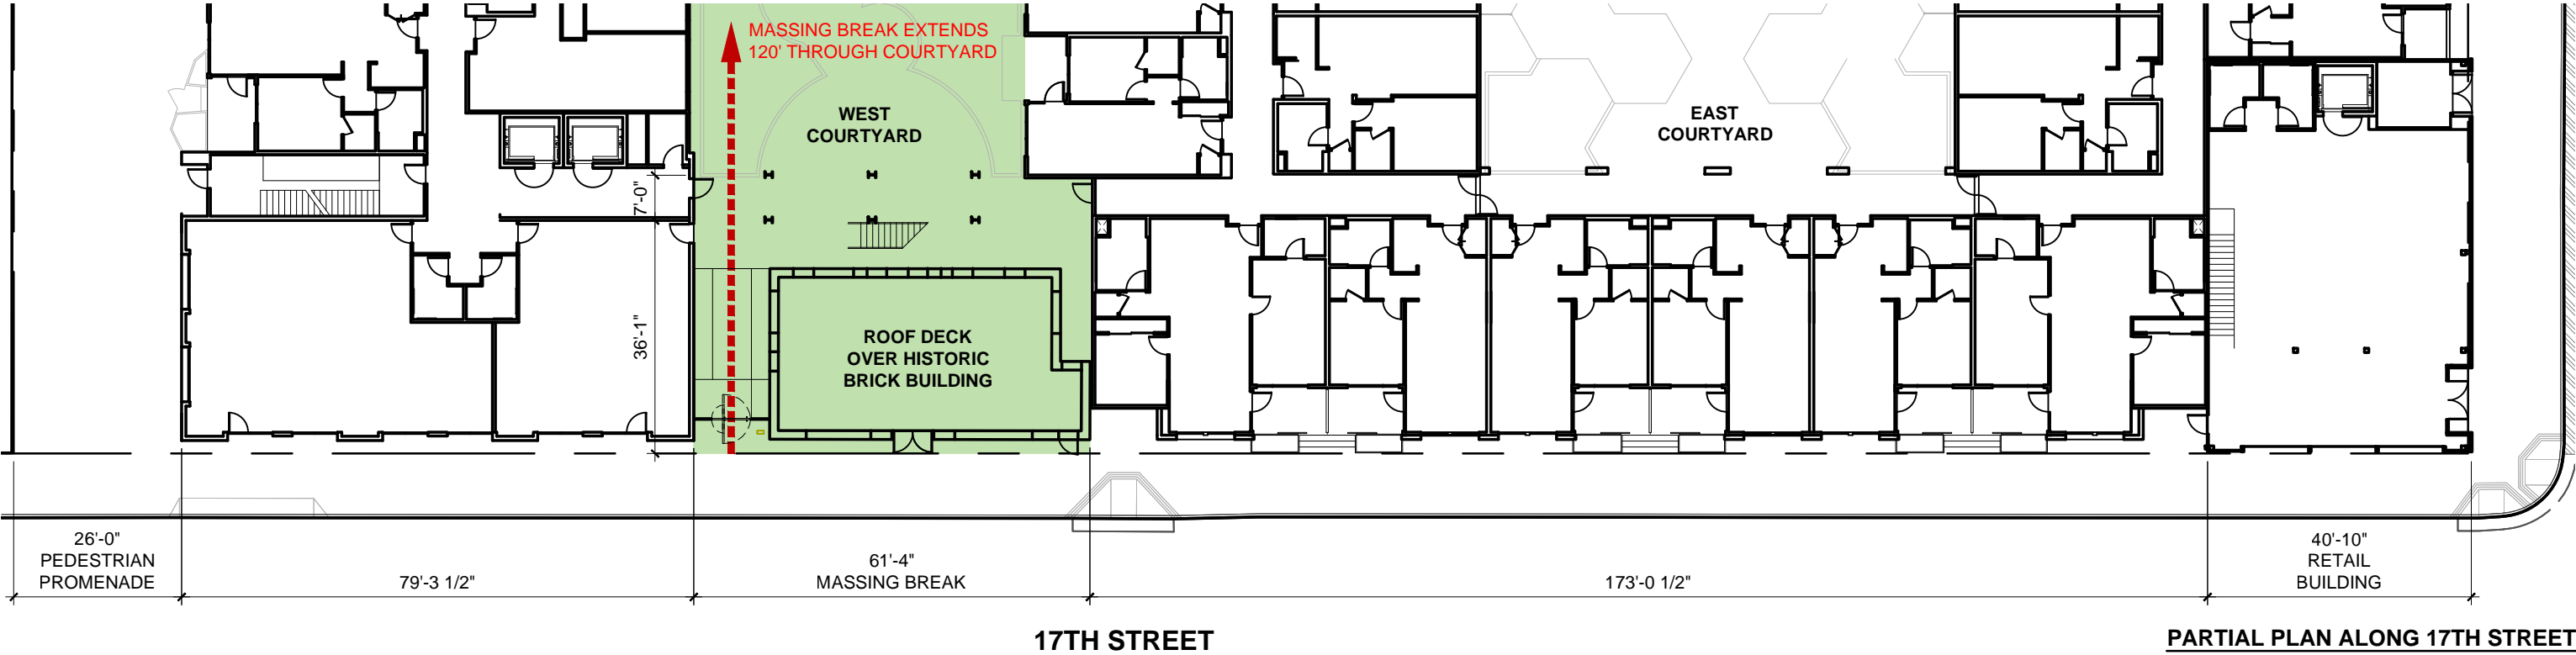 MASSING BREAK EXTENDS
120' THROUGH COURTYARD
WEST
COURTYARD
EAST
COURTYARD
7'-0"
36'-1"
ROOF DECK
OVER HISTORIC
BRICK BUILDING
26'-0"
PEDESTRIAN
PROMENADE
79'-3 1/2"
61'-4"
MASSING BREAK
173'-0 1/2"
40'-10"
RETAIL
BUILDING
17TH STREET
PARTIAL PLAN ALONG 17TH STREET